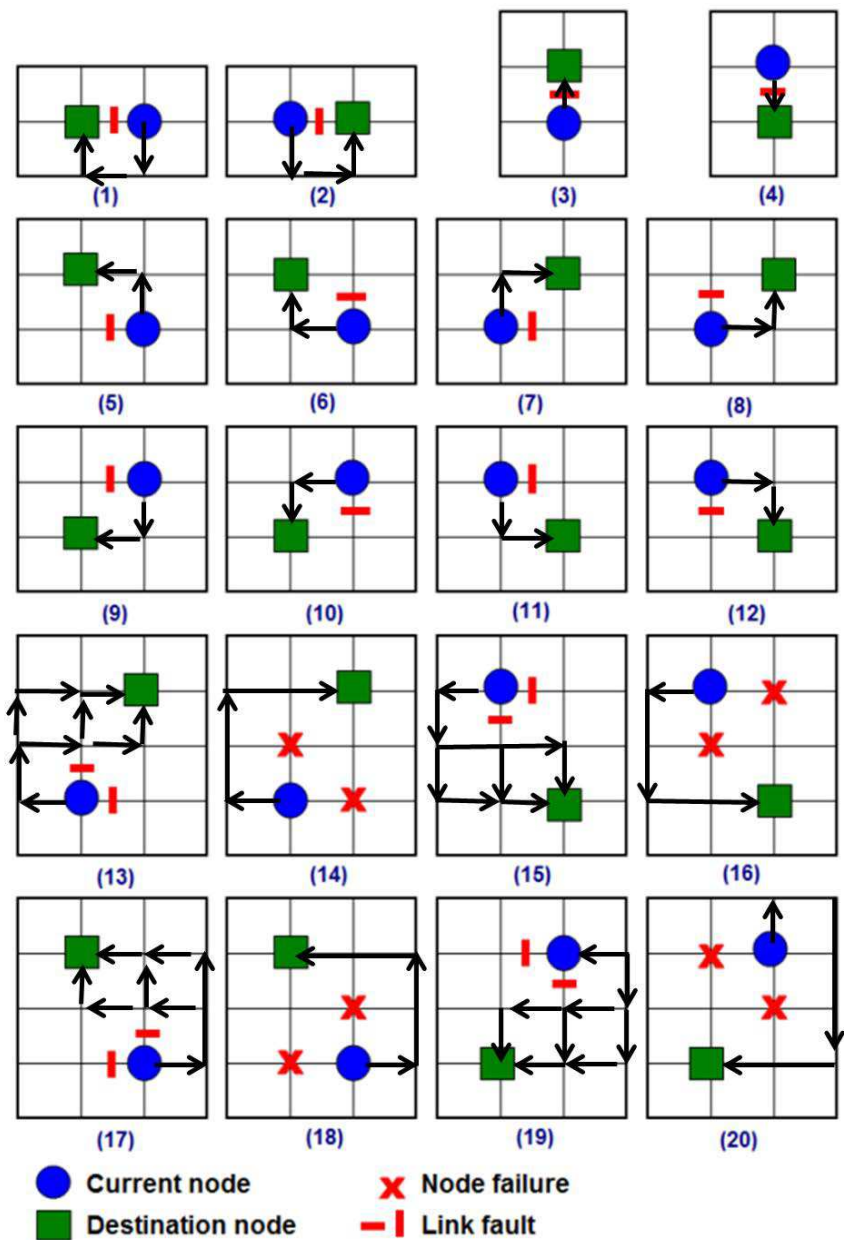 (1) (2) (3) (4)
(5) (6) (7) (8)
(9) (10) (11) (12)
(13) (14) (15) (16)
(17) (18) (19) (20)
Current node Node failure
Destination node Link fault